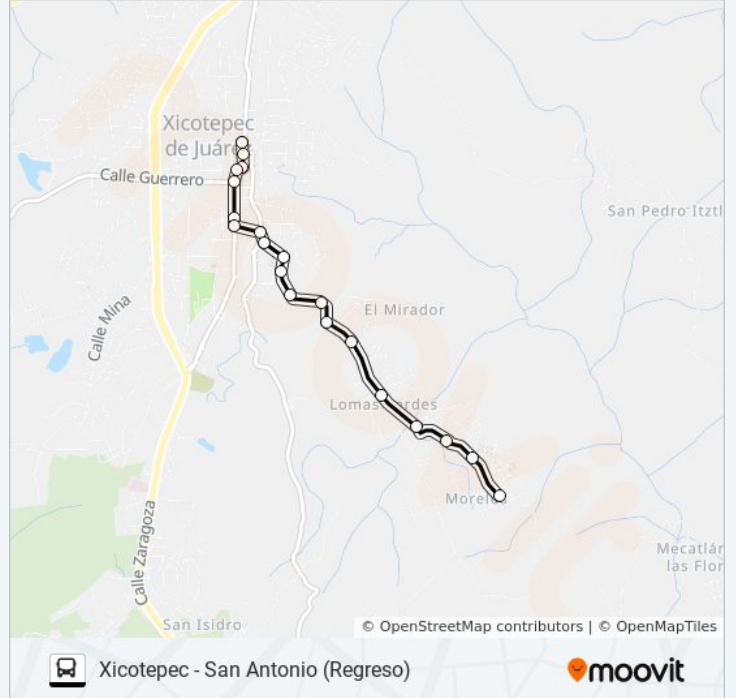 Xicotepec
de Juárez
Calle Guerrero
San Pedro Itztl
El Mirador
Calle Mina
Lomas Verdes
Morelos
Calle Zaragoza
Mecatlán
las Flor
San Isidro
© OpenStreetMap contributors | © OpenMapTiles
Xicotepec - San Antonio (Regreso)
moovit